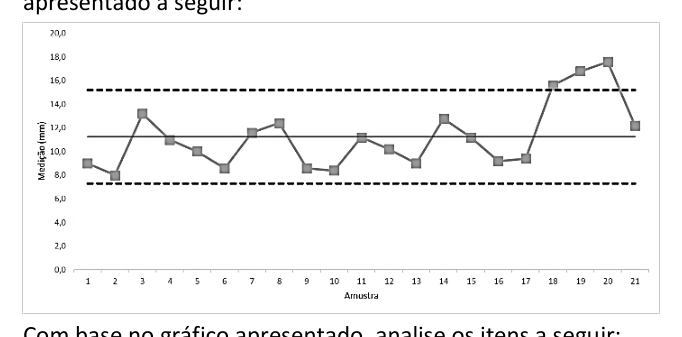 apresentado a seguir:
20,0
18,0
16,0
14,0
12,0
10,0
8,0
6,0
4,0
2,0
0,0
Medição (mm)
1 2 3 4 5 6 7 8 9 10 11 12 13 14 15 16 17 18 19 20 21
Amostra
Com base no gráfico apresentado, analise os itens a seguir: